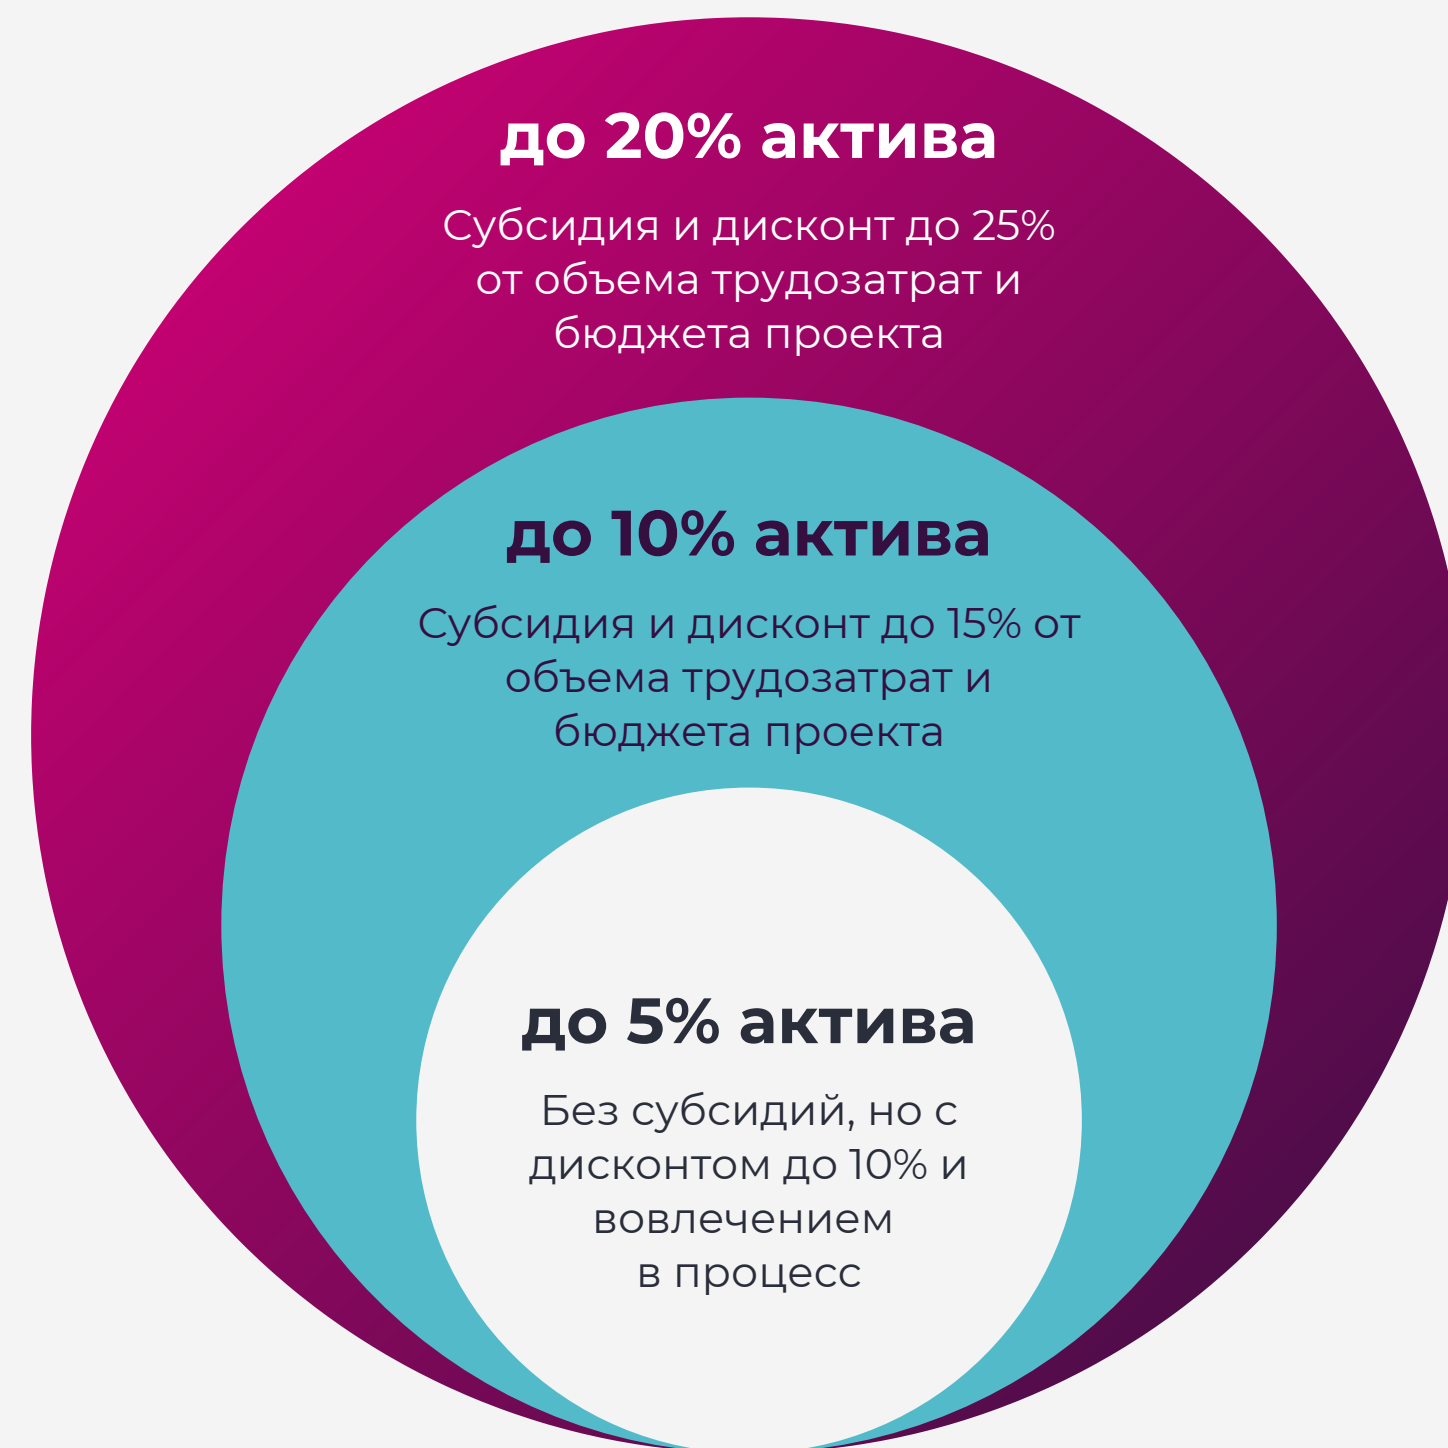 до 20% актива
Субсидия и дисконт до 25%
от объема трудозатрат и
бюджета проекта
до 10% актива
Субсидия и дисконт до 15% от
объема трудозатрат и
бюджета проекта
до 5% актива
Без субсидий, но с
дисконтом до 10% и
вовлечением
в процесс